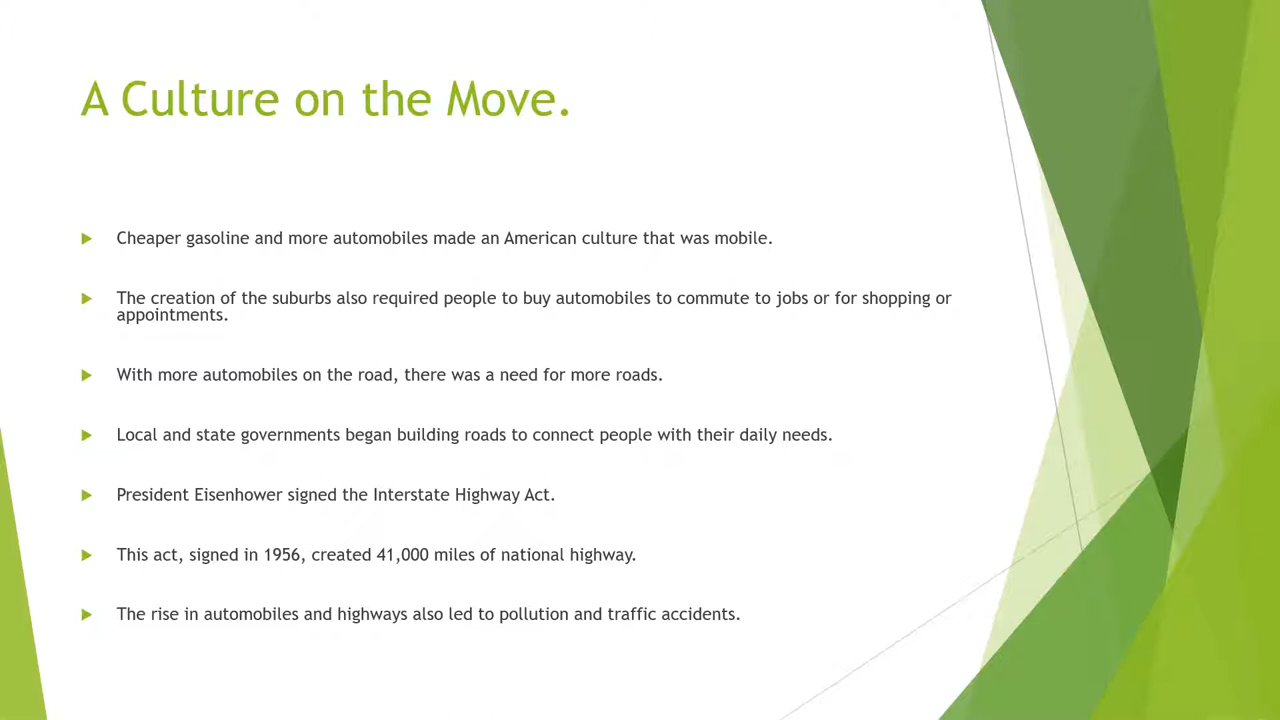 A Culture on the Move.
Cheaper gasoline and more automobiles made an American culture that was mobile.
The creation of the suburbs also required people to buy automobiles to commute to jobs or for shopping or
appointments.
With more automobiles on the road, there was a need for more roads.
Local and state governments began building roads to connect people with their daily needs.
President Eisenhower signed the Interstate Highway Act.
This act, signed in 1956, created 41,000 miles of national highway.
The rise in automobiles and highways also led to pollution and traffic accidents.